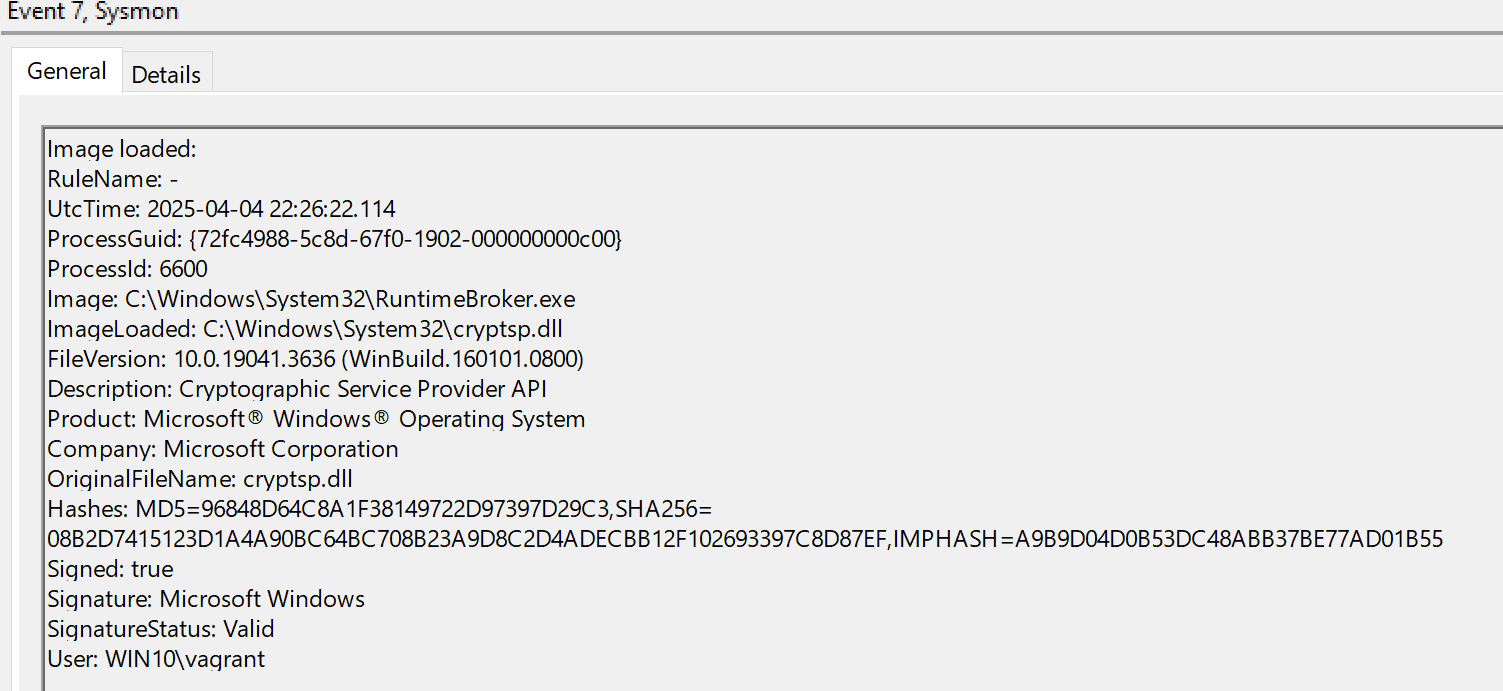 Event 7, Sysmon
General
Details
Image loaded:
RuleName: -
UtcTime: 2025-04-04 22:26:22.114
ProcessGuid: {72fc4988-5c8d-67f0-1902-000000000c00}
ProcessId: 6600
Image: C:\Windows\System32\RuntimeBroker.exe
ImageLoaded: C:\Windows\System32\cryptsp.dll
FileVersion: 10.0.19041.3636 (WinBuild.160101.0800)
Description: Cryptographic Service Provider API
Product: Microsoft® Windows® Operating System
Company: Microsoft Corporation
OriginalFileName: cryptsp.dll
Hashes: MD5=96848D64C8A1F38149722D97397D29C3,SHA256=
08B2D7415123D1A4A90BC64BC708B23A9D8C2D4ADECBB12F102693397C8D87EF,IMPHASH=A9B9D04D0B53DC48ABB37BE77AD01B55
Signed: true
Signature: Microsoft Windows
SignatureStatus: Valid
User: WIN10\vagrant